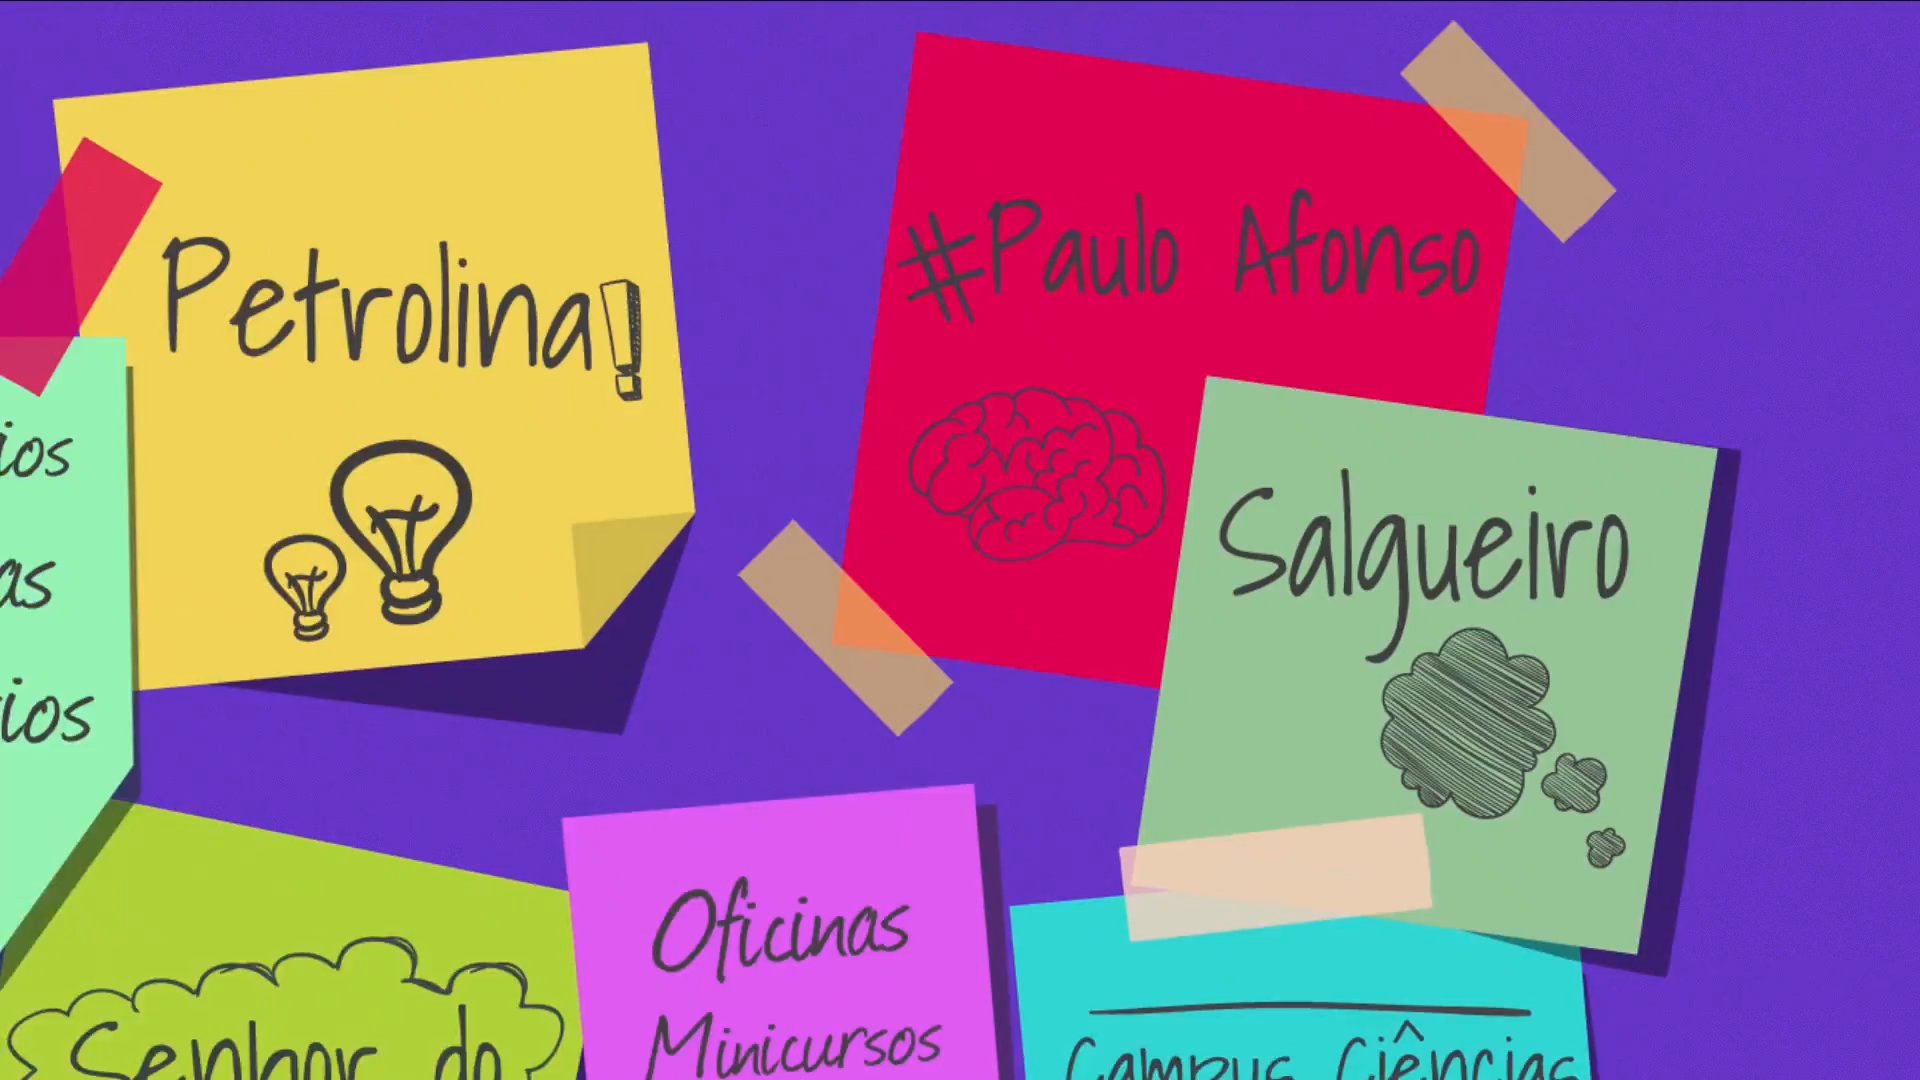 Petrolina!
#Paulo Afonso
Salgueiro
Oficinas
Minicursos
Senhor do
Campus Ciências